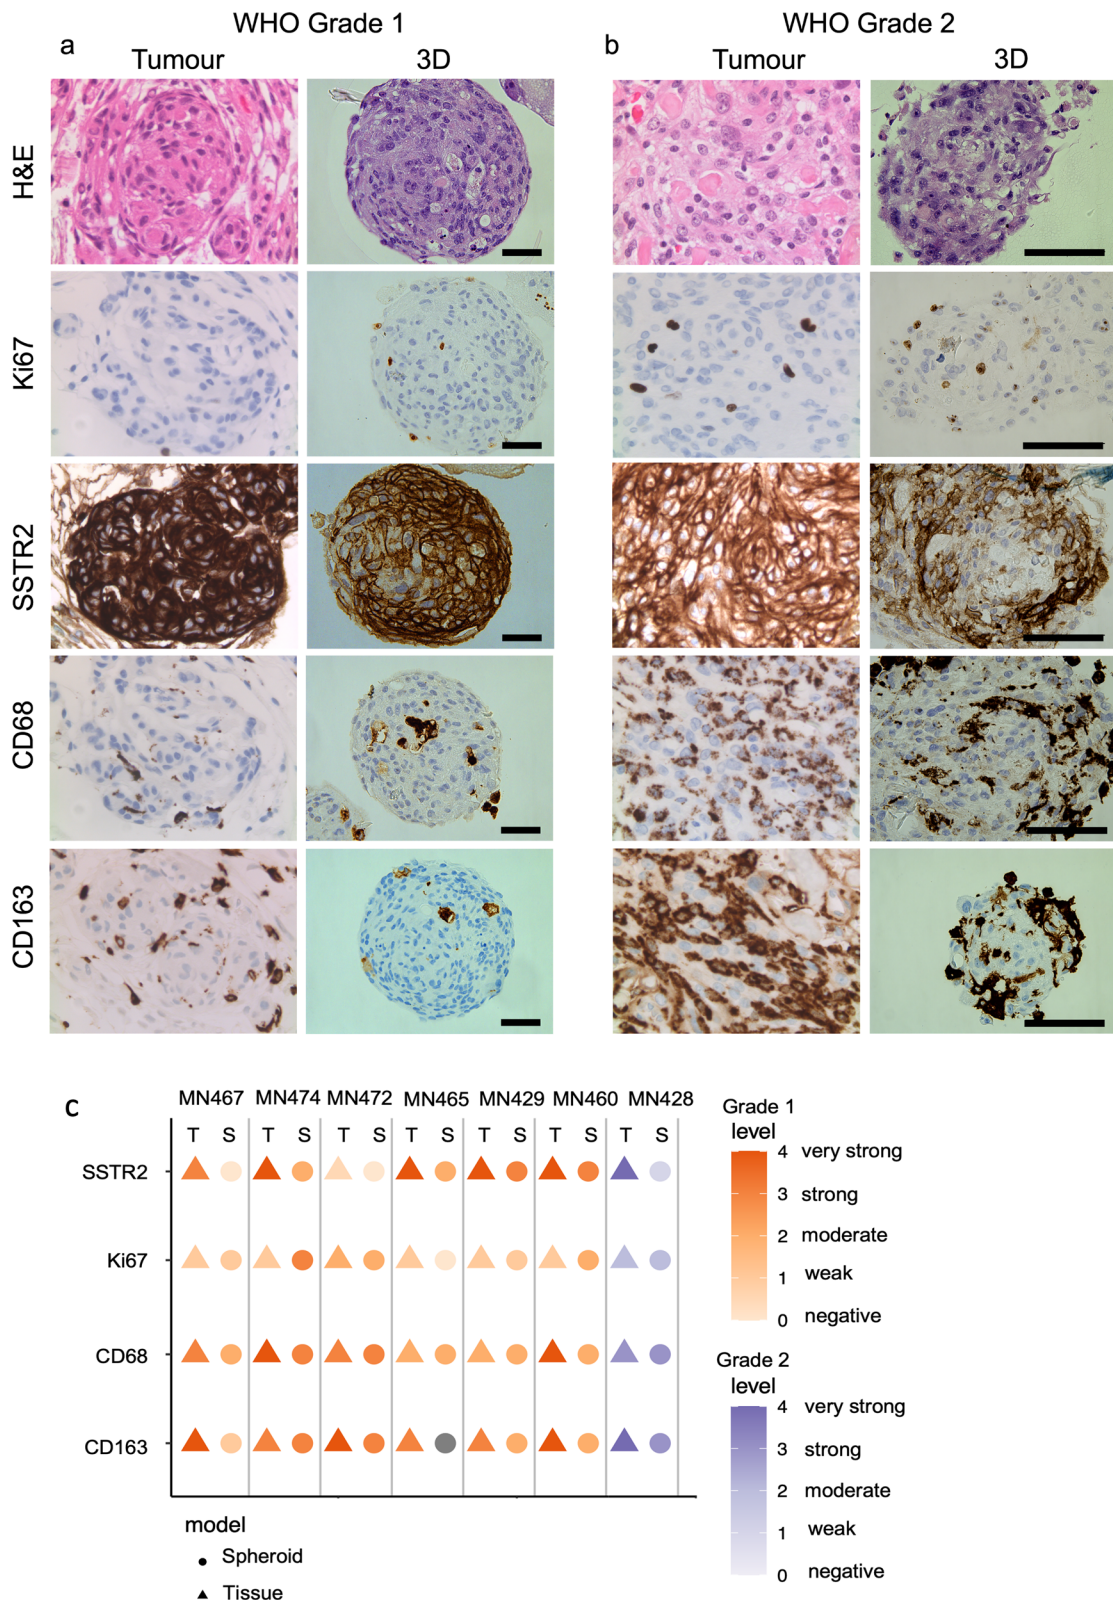 WHO Grade 1
WHO Grade 2
a
b
Tumour
3D
Tumour
3D
H&E
Ki67
SSTR2
CD68
CD163
c
MN467 MN474 MN472 MN465 MN429 MN460 MN428
T S T S T S T S T S T S T S
SSTR2
Ki67
CD68
CD163
Grade 1
level
4 very strong
3 strong
2 moderate
1 weak
0 negative
Grade 2
level
4 very strong
3 strong
2 moderate
1 weak
0 negative
model
Spheroid
Tissue